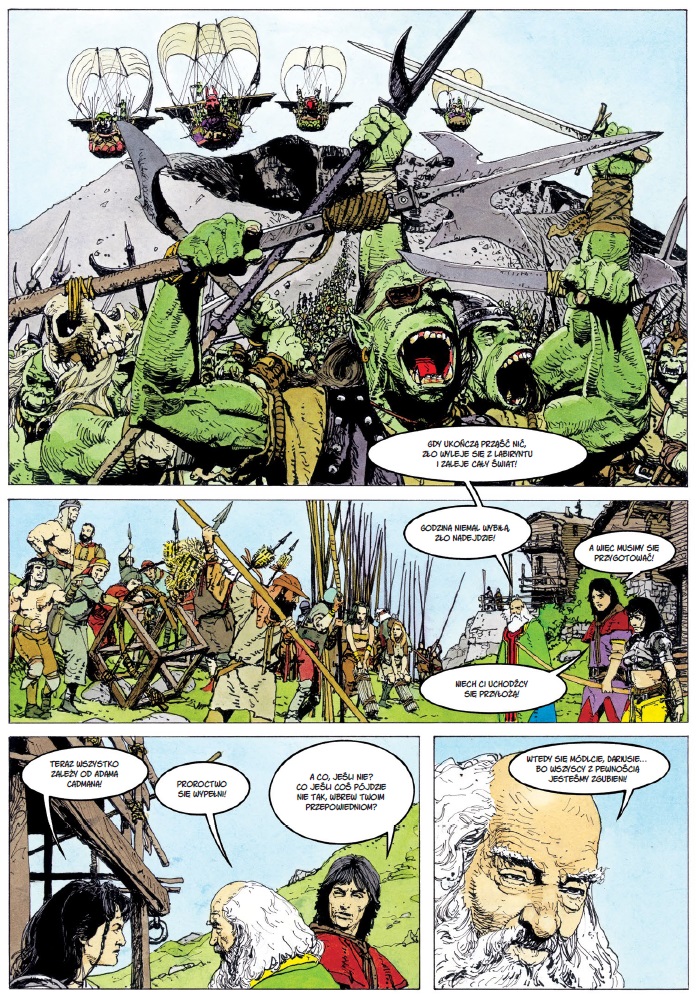 GDY UKOŃCZĄ PRZĄŚĆ NIĆ,
ZŁO WYLEJE SIĘ Z LABIRYNTU
I ZALEJE CAŁY ŚWIAT!
GODZINA NIEMAL WYBIŁA,
ZŁO NADEJDZIE!
A WIĘC MUSIMY SIĘ
PRZYGOTOWAĆ!
NIECH CI UCHODŹCY
SIĘ PRZYŁOŻĄ!
TERAZ WSZYSTKO
ZALEŻY OD ADAMA
CADMANA!
PROROCTWO
SIĘ WYPEŁNI!
A CO, JEŚLI NIE?
CO JEŚLI COŚ PÓJDZIE
NIE TAK, WBREW TWOIM
PRZEPOWIEDNIOM?
WTEDY SIĘ MÓDLCIE, DARIUSIE...
BO WSZYSCY Z PEWNOŚCIĄ
JESTEŚMY ZGUBIENI!